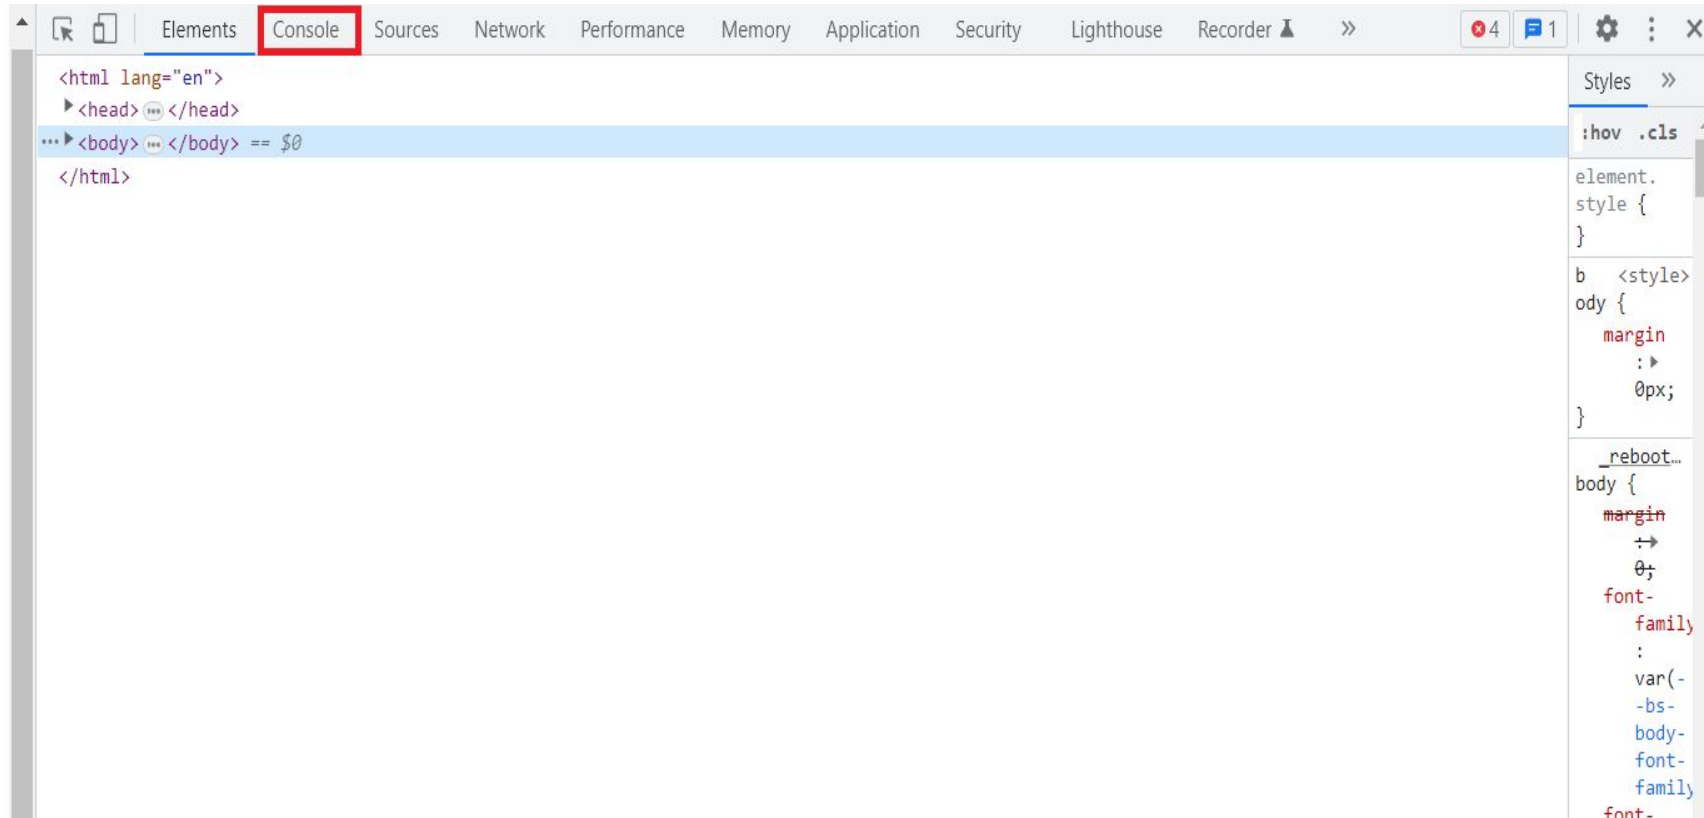 Elements Console Sources Network Performance Memory Application Security Lighthouse Recorder » 4 1
<html lang="en">
<head> ••• </head>
••• <body> ••• </body> == $0
</html>
Styles »
:hov .cls
element.
style {
}
b <style>
ody {
margin
:
0px;
}
_reboot…
body {
margin
:
0;
font-
family
:
var(-
-bs-
body-
font-
family
font-